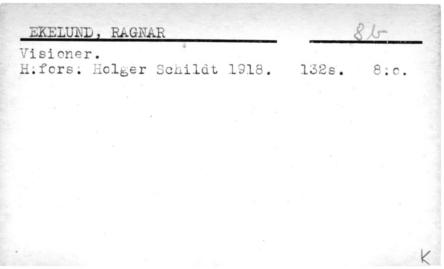 EKELUND, RAGNAR 8b
Visioner.
H:fors: Holger Schildt 1918. 132s. 8:o.
K